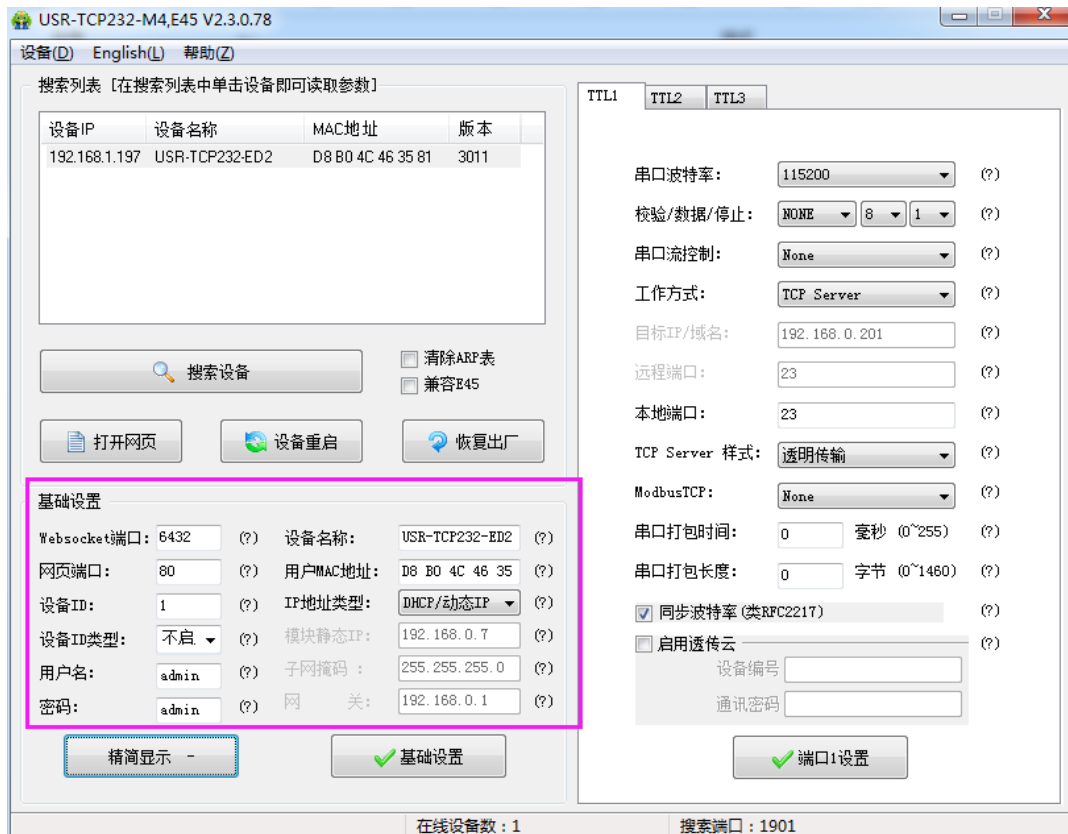 USR-TCP232-M4,E45 V2.3.0.78
设备(D) English(L) 帮助(Z)
搜索列表 [在搜索列表中单击设备即可读取参数]
设备IP 设备名称 MAC地址 版本
192.168.1.197 USR-TCP232-ED2 D8 B0 4C 46 35 81 3011
搜索设备
清除ARP表
兼容E45
打开网页 设备重启 恢复出厂
基础设置
Websocket端口: 6432 (?) 设备名称: USR-TCP232-ED2 (?)
网页端口: 80 (?) 用户MAC地址: D8 B0 4C 46 35 (?)
设备ID: 1 (?) IP地址类型: DHCP/动态IP (?)
设备ID类型: 不启. (?) 模块静态IP: 192.168.0.7 (?)
用户名: admin (?) 子网掩码 : 255.255.255.0 (?)
密码: admin (?) 网 关: 192.168.0.1 (?)
精简显示 - 基础设置
TTL1 TTL2 TTL3
串口波特率: 115200 (?)
校验/数据/停止: NONE 8 1 (?)
串口流控制: None (?)
工作方式: TCP Server (?)
目标IP/域名: 192.168.0.201 (?)
远程端口: 23 (?)
本地端口: 23 (?)
TCP Server 样式: 透明传输 (?)
ModbusTCP: None (?)
串口打包时间: 0 毫秒 (0~255) (?)
串口打包长度: 0 字节 (0~1460) (?)
同步波特率(类RFC2217) (?)
启用透传云 (?)
设备编号
通讯密码
端口1设置
在线设备数：1 搜索端口：1901